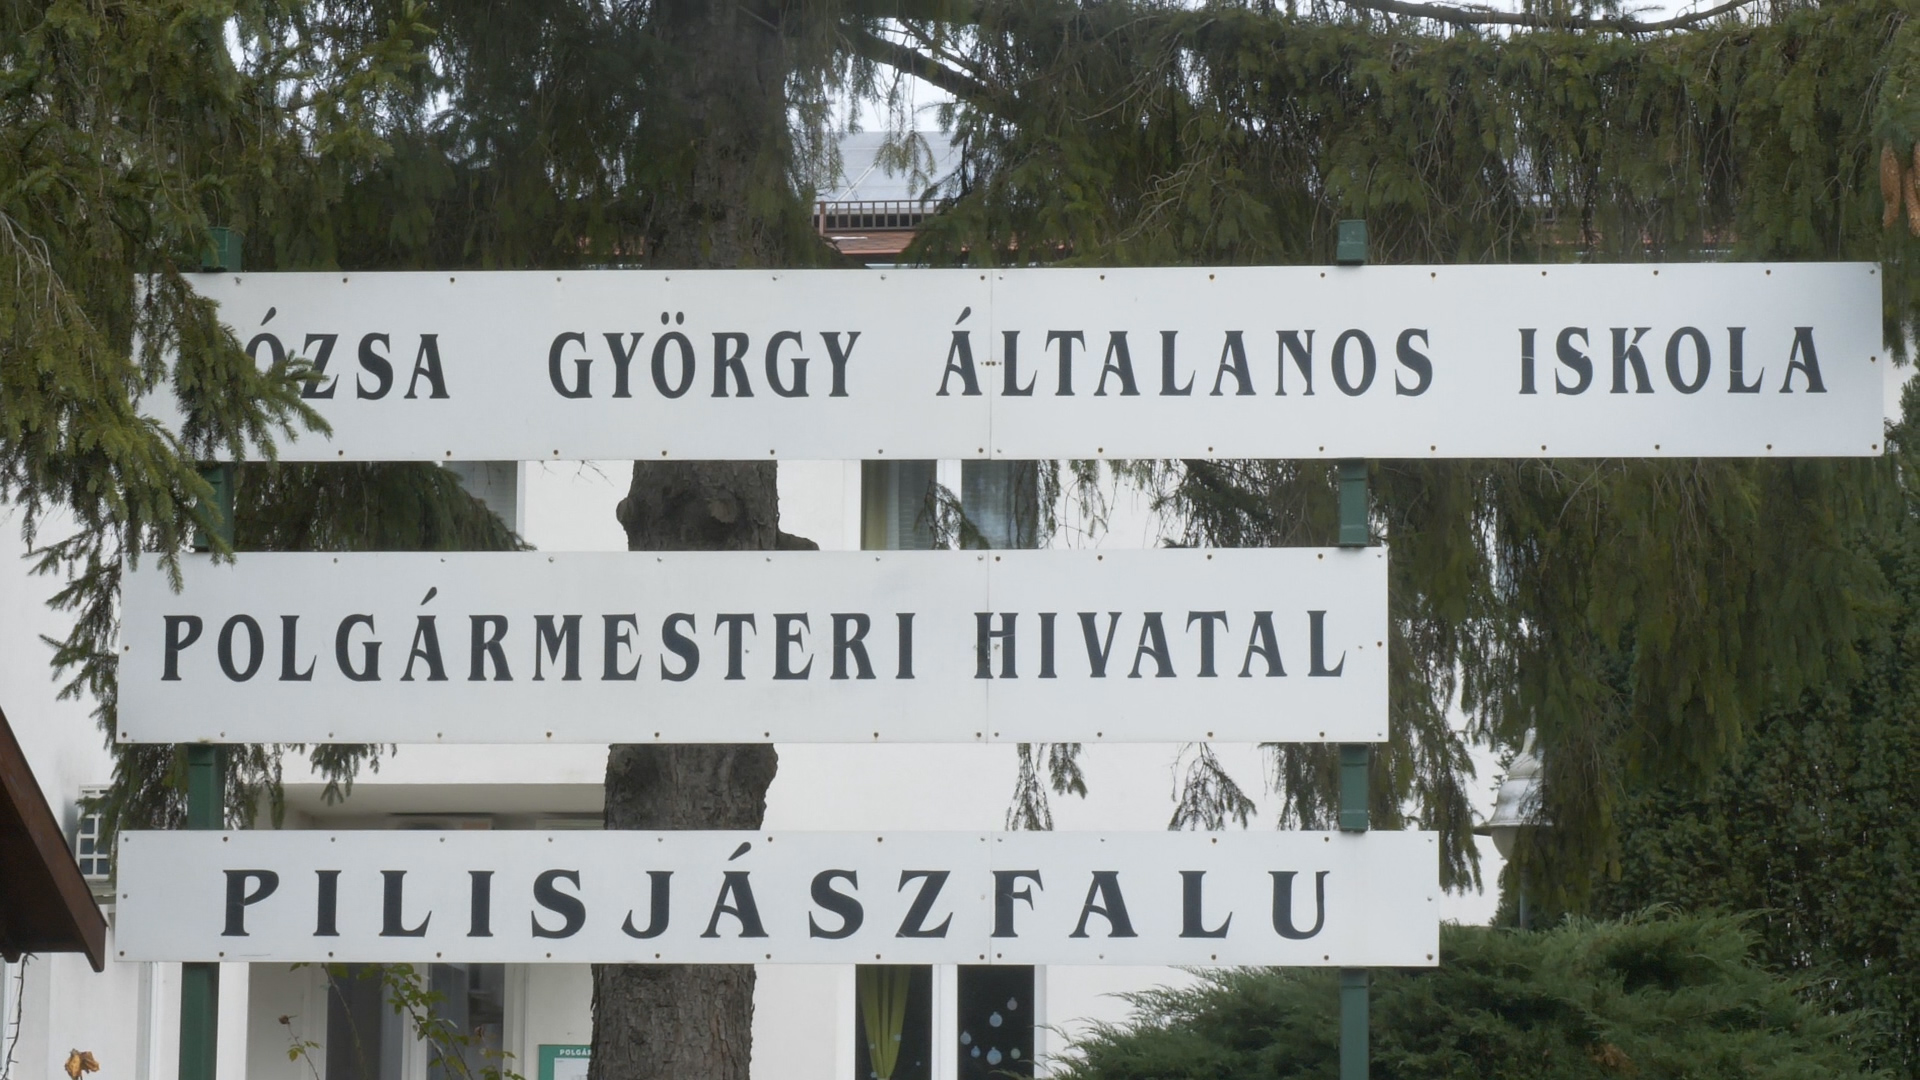 ÓZSA GYÖRGY ÁLTALANOS ISKOLA
POLGÁRMESTERI HIVATAL
PILISJÁSZFALU